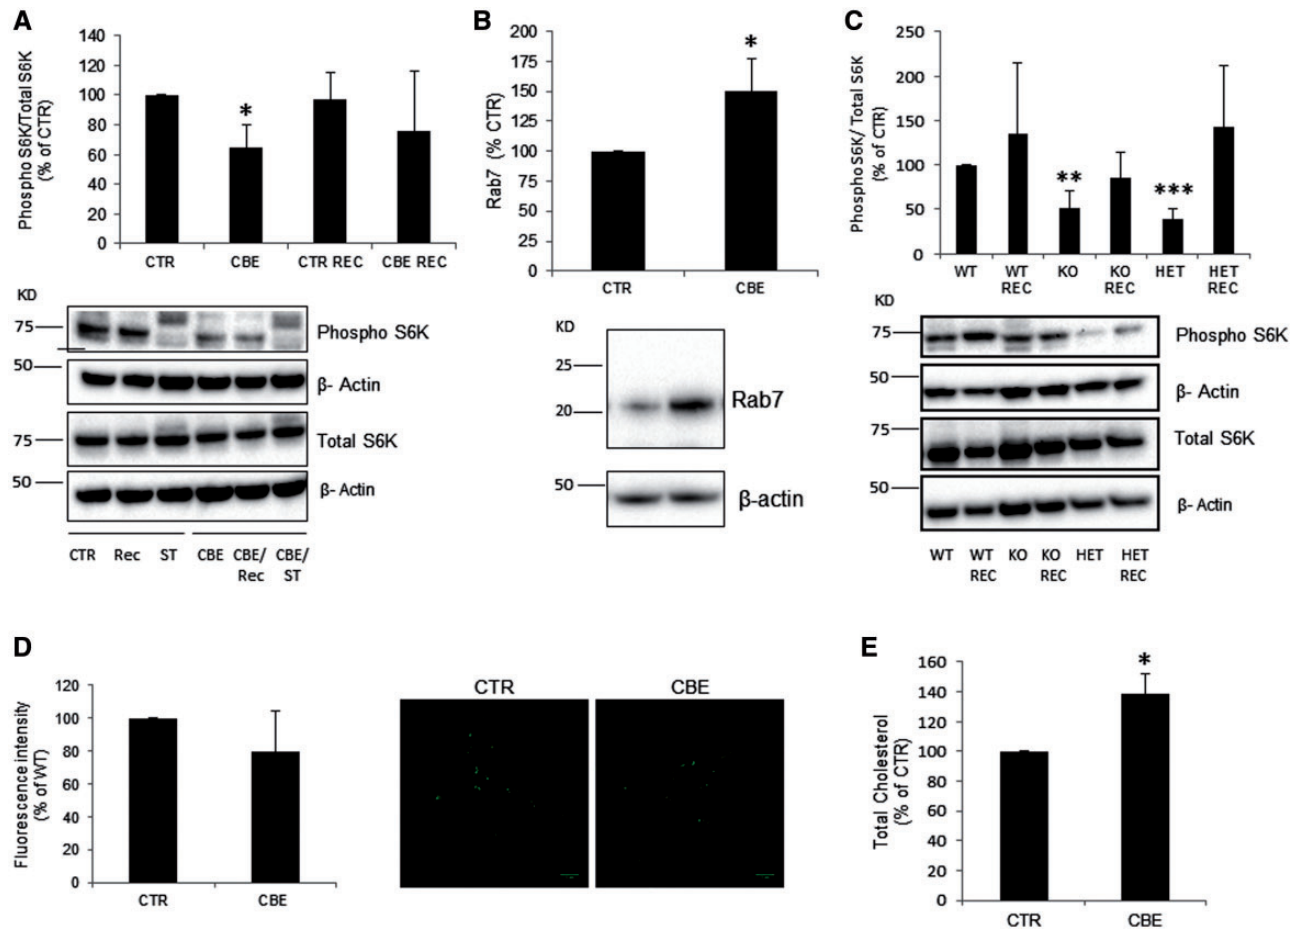 A
Phospho S6K/Total S6K
(% of CTR)
140
120
100
80
60
40
20
0
*
CTR
CBE
CTR REC
CBE REC
KD
75
Phospho S6K
50
β- Actin
75
Total S6K
50
β- Actin
CTR
Rec
ST
CBE
CBE/
Rec
CBE/
ST
B
Rab7 (% CTR)
200
175
150
125
100
75
50
25
0
*
CTR
CBE
KD
25
20
Rab7
50
β-actin
C
Phospho S6K/ Total S6K
(% of CTR)
250
200
150
100
50
0
**
***
WT
WT
REC
KO
KO
REC
HET
HET
REC
KD
75
Phospho S6K
50
β- Actin
75
Total S6K
50
β- Actin
WT
WT
REC
KO
KO
REC
HET
HET
REC
D
Fluorescence intensity
(% of WT)
120
100
80
60
40
20
0
CTR
CBE
CTR
CBE
E
Total Cholesterol
(% of CTR)
160
140
120
100
80
60
40
20
0
*
CTR
CBE